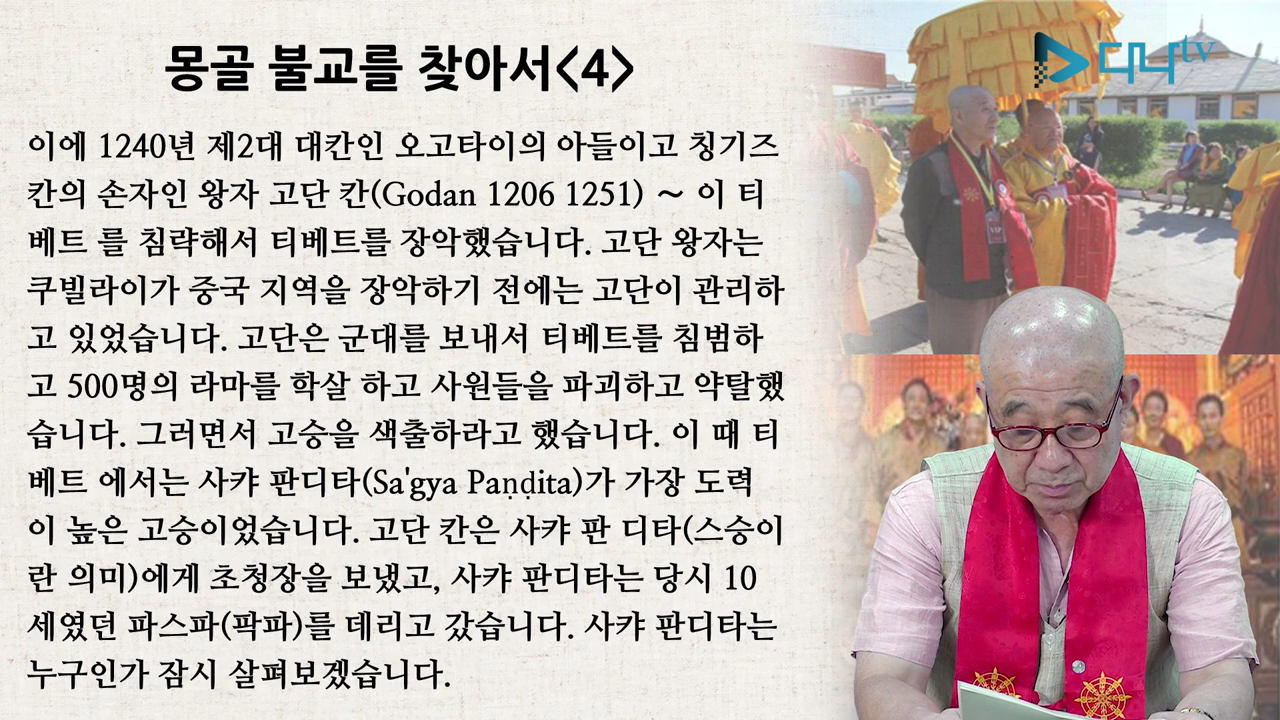 몽골 불교를 찾아서<4>
이에 1240년 제2대 대칸인 오고타이의 아들이고 칭기즈
칸의 손자인 왕자 고단 칸(Godan 1206 1251) ~ 이 티
베트 를 침략해서 티베트를 장악했습니다. 고단 왕자는
쿠빌라이가 중국 지역을 장악하기 전에는 고단이 관리하
고 있었습니다. 고단은 군대를 보내서 티베트를 침범하
고 500명의 라마를 학살 하고 사원들을 파괴하고 약탈했
습니다. 그러면서 고승을 색출하라고 했습니다. 이 때 티
베트 에서는 사캬 판디타(Sa'gya Paṇḍita)가 가장 도력
이 높은 고승이었습니다. 고단 칸은 사캬 판 디타(스승이
란 의미)에게 초청장을 보냈고, 사캬 판디타는 당시 10
세였던 파스파(팍파)를 데리고 갔습니다. 사캬 판디타는
누구인가 잠시 살펴보겠습니다.
다나tv
VIP